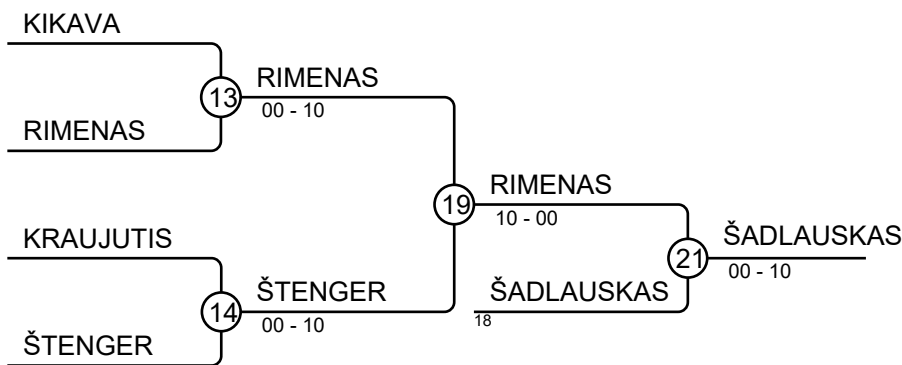 KIKAVA
13
RIMENAS
00 - 10
RIMENAS
19
RIMENAS
10 - 00
KRAUJUTIS
21
ŠADLAUSKAS
00 - 10
14
ŠTENGER
00 - 10
ŠADLAUSKAS
18
ŠTENGER